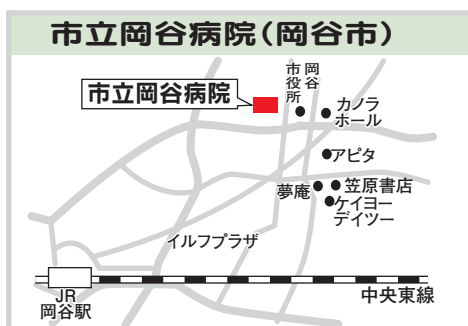 市立岡谷病院（岡谷市）
岡谷
市役所
市立岡谷病院
カノラ
ホール
アピタ
夢庵
笠原書店
ケイヨー
デイツー
イルフプラザ
JR
岡谷駅
中央東線